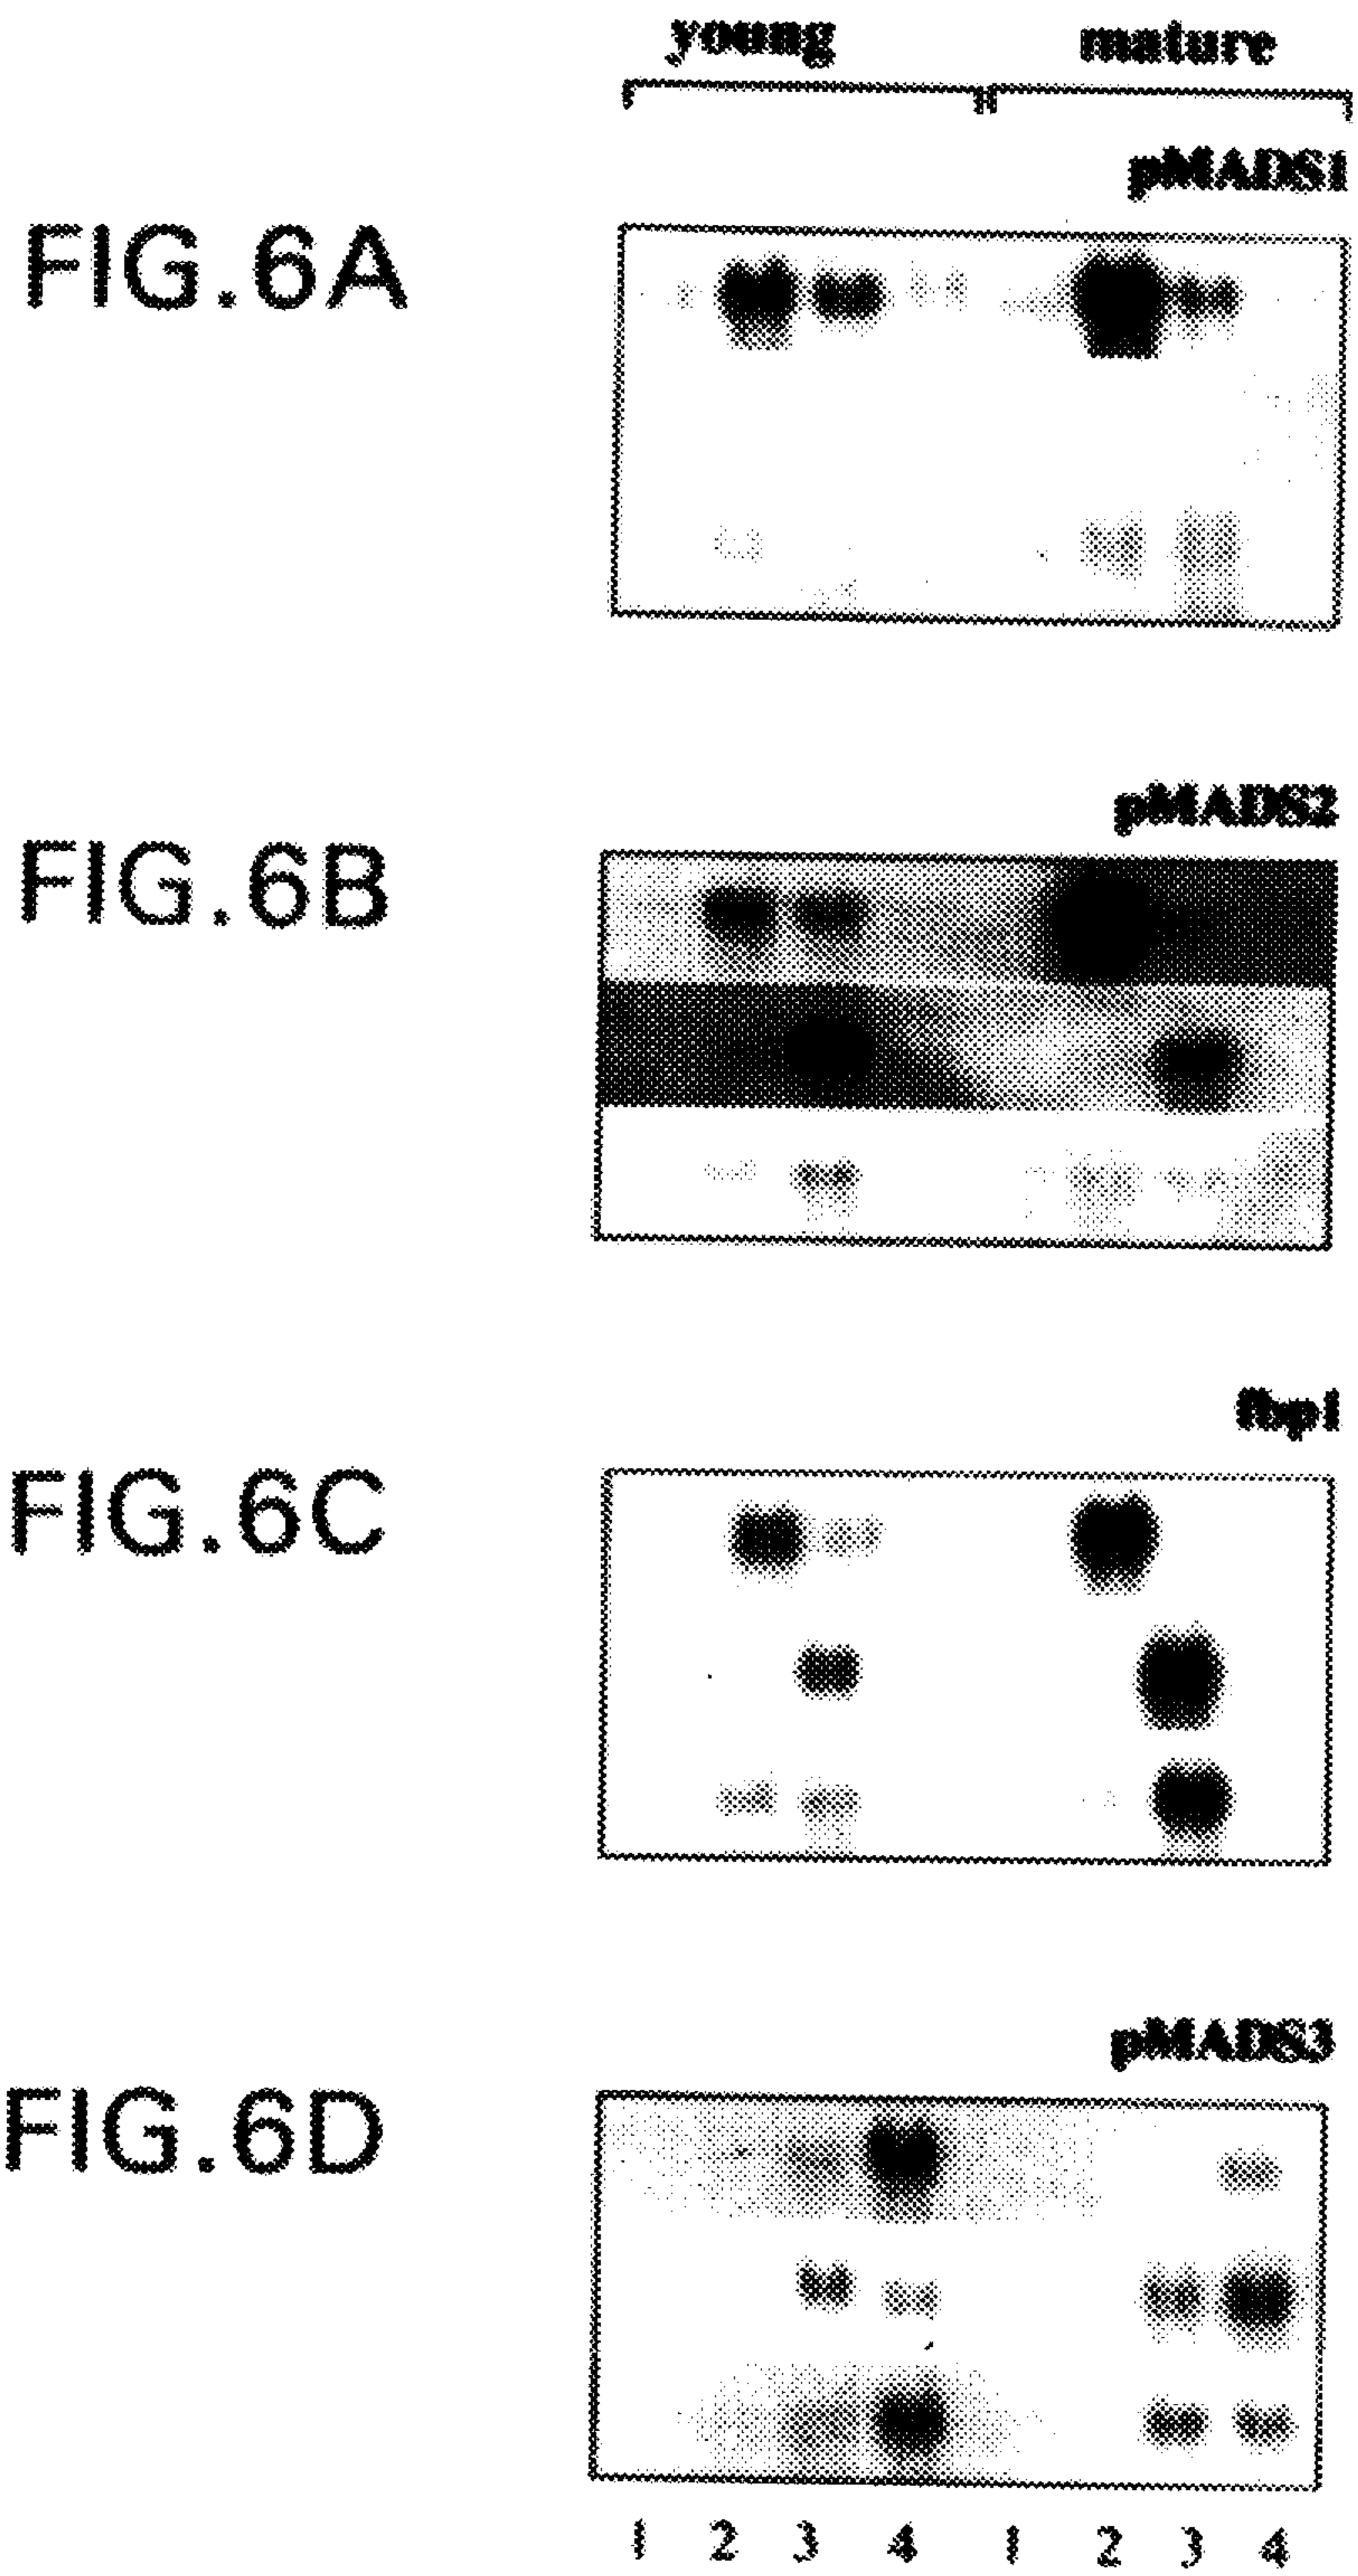 young mature
pMADS1
FIG.6A
pMADS2
FIG.6B
fbp1
FIG.6C
pMADS3
FIG.6D
1 2 3 4 1 2 3 4